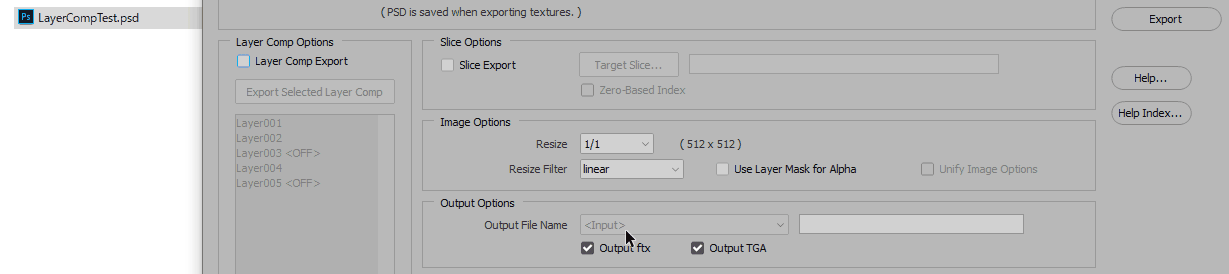 Ps LayerCompTest.psd
( PSD is saved when exporting textures. )
Export
Layer Comp Options
Layer Comp Export
Export Selected Layer Comp
Layer001
Layer002
Layer003 <OFF>
Layer004
Layer005 <OFF>
Slice Options
Slice Export
Target Slice...
Zero-Based Index
Help...
Help Index...
Image Options
Resize 1/1 ( 512 x 512 )
Resize Filter linear Use Layer Mask for Alpha Unify Image Options
Output Options
Output File Name <Input>
Output ftx Output TGA